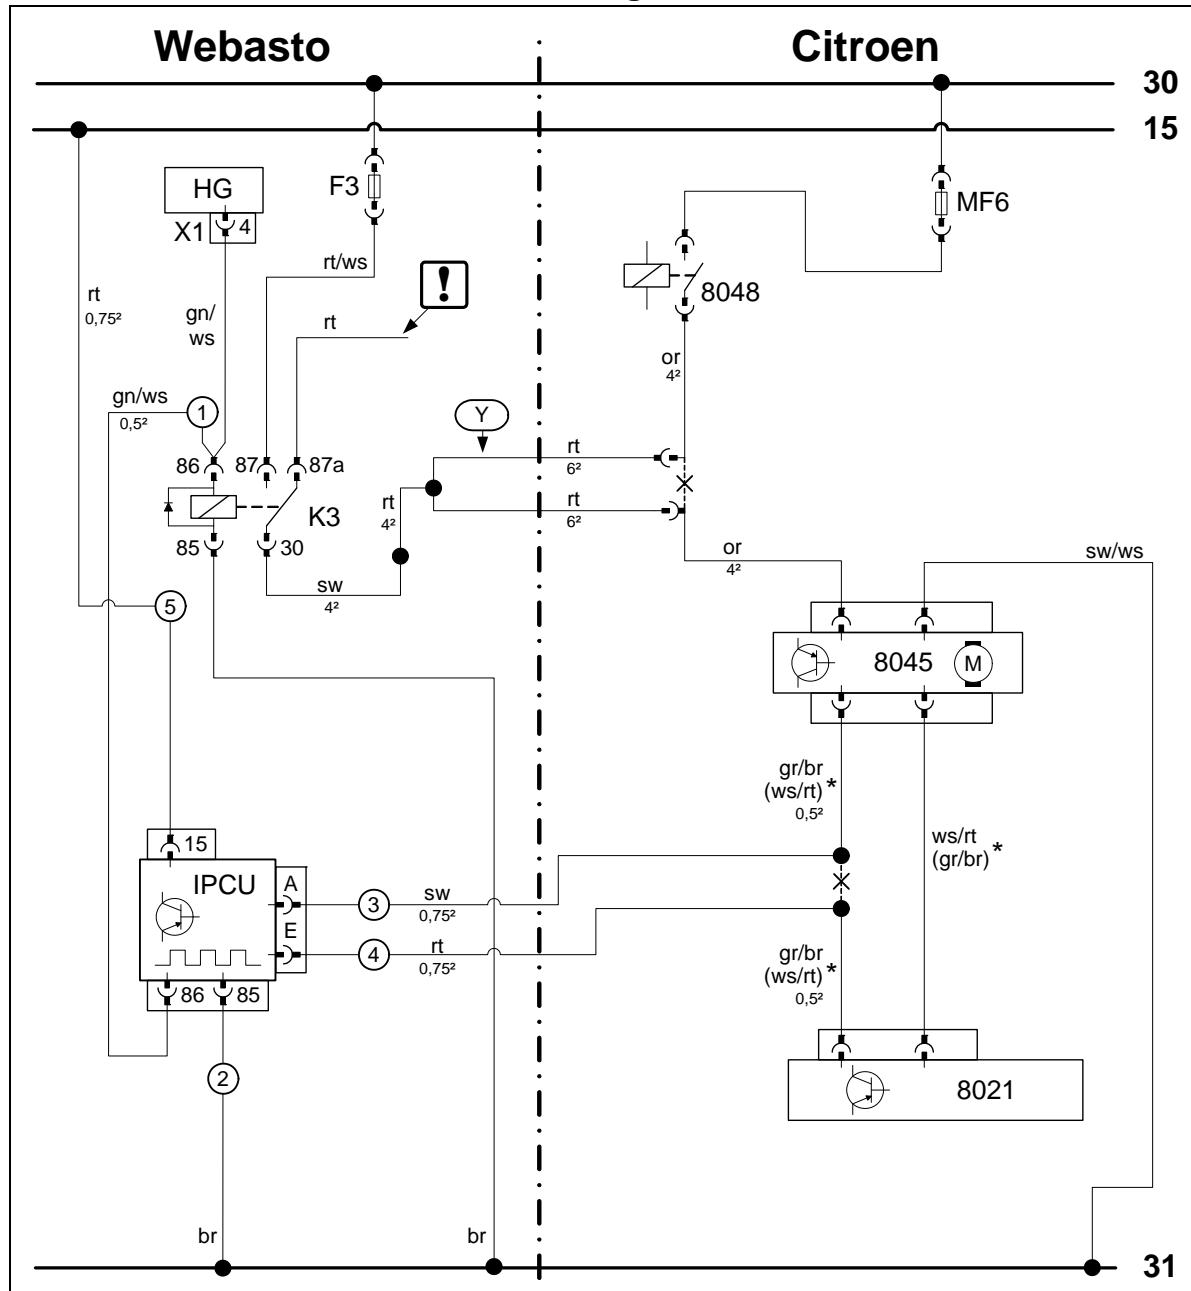 Webasto
Citroen
30
15
HG
X1
4
F3
MF6
rt/ws
!
8048
rt
0,75²
gn/
ws
rt
or
4²
gn/ws
0,5²
1
Y
rt
6²
86
87
87a
rt
4²
rt
6²
K3
85
30
or
4²
sw/ws
sw
4²
5
8045
M
gr/br
(ws/rt)*
0,5²
ws/rt
(gr/br)*
15
IPCU
A
3
sw
0,75²
E
4
rt
0,75²
gr/br
(ws/rt)*
0,5²
86
85
2
8021
br
br
31